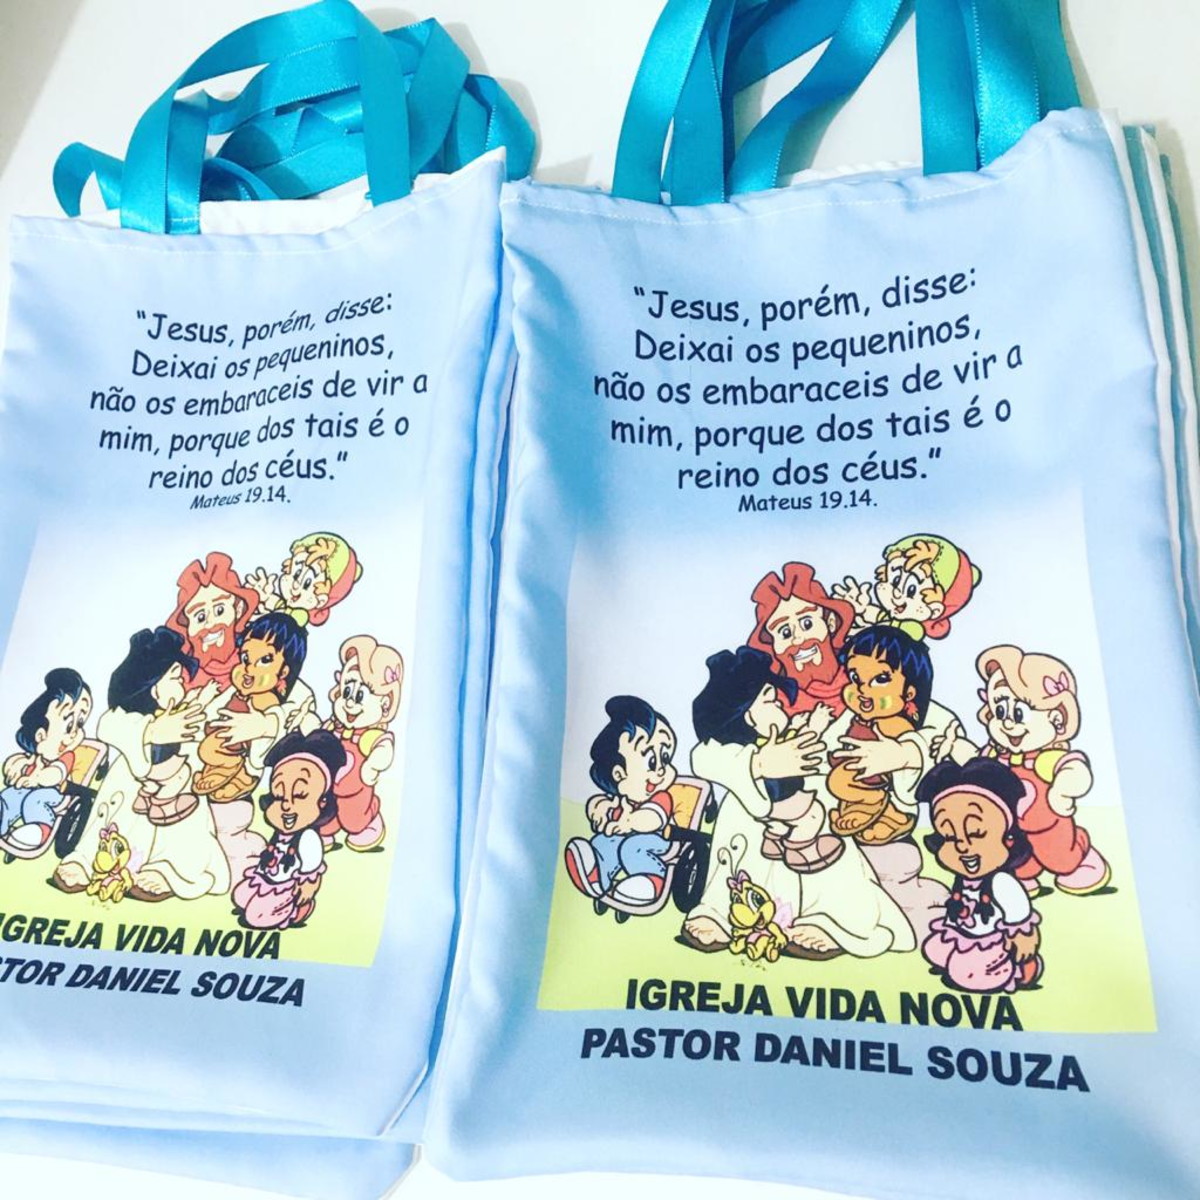 "Jesus, porém, disse:
Deixai os pequeninos,
não os embaraceis de vir a
mim, porque dos tais é o
reino dos céus."
Mateus 19.14.
IGREJA VIDA NOVA
DANIEL SOUZA
"Jesus, porém, disse:
Deixai os pequeninos,
não os embaraceis de vir a
mim, porque dos tais é o
reino dos céus."
Mateus 19.14.
IGREJA VIDA NOVA
PASTOR DANIEL SOUZA